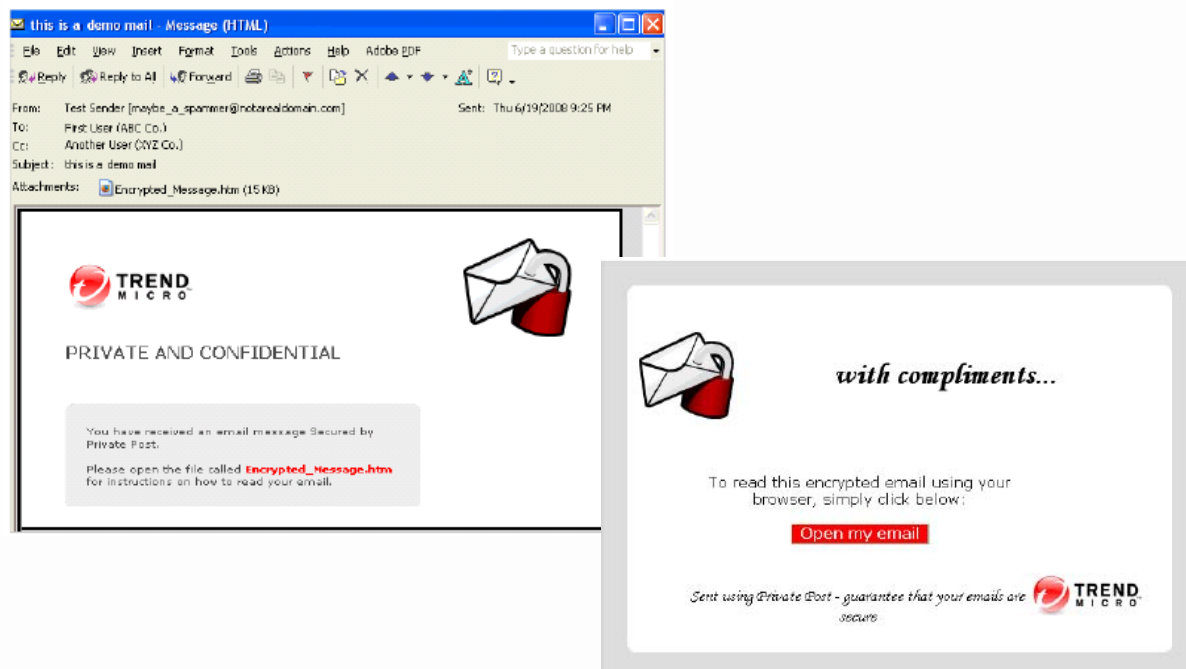 this is a demo mail - Message (HTML)
File Edit View Insert Format Tools Actions Help Adobe PDF Type a question for help
Reply Reply to All Forward
From: Test Sender [maybe_a_spammer@notarealdomain.com] Sent: Thu 6/19/2008 9:25 PM
To: First User (ABC Co.)
Cc: Another User (XYZ Co.)
Subject: this is a demo mail
Attachments: Encrypted_Message.htm (15 KB)
TREND
MICRO
PRIVATE AND CONFIDENTIAL
You have received an email message Secured by
Private Post.
Please open the file called Encrypted_Message.htm
for instructions on how to read your email.
with compliments...
To read this encrypted email using your
browser, simply click below:
Open my email
Sent using Private Post - guarantee that your emails are
secure
TREND
MICRO